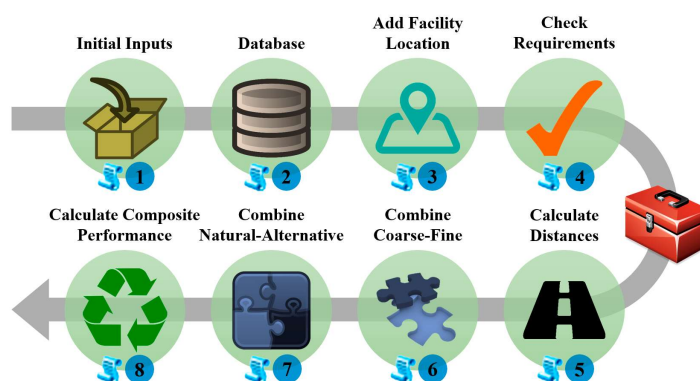 Initial Inputs
Database
Add Facility
Location
Check
Requirements
1
2
3
4
Calculate Composite
Performance
Combine
Natural-Alternative
Combine
Coarse-Fine
Calculate
Distances
8
7
6
5